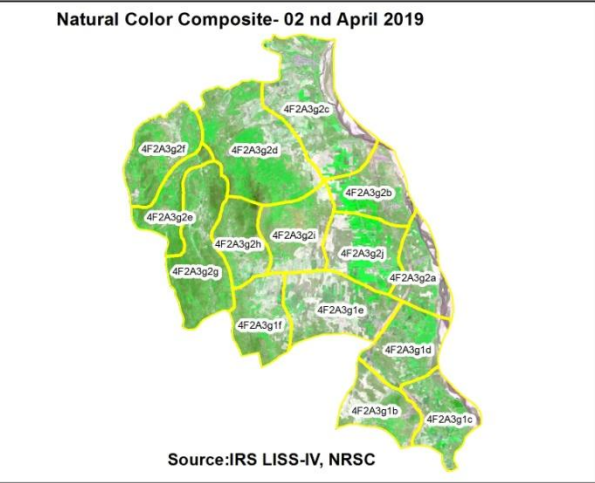 Natural Color Composite- 02 nd April 2019
4F2A3g2c
4F2A3g2f
4F2A3g2d
4F2A3g2b
4F2A3g2e
4F2A3g2i
4F2A3g2h
4F2A3g2j
4F2A3g2g
4F2A3g2a
4F2A3g1e
4F2A3g1f
4F2A3g1d
4F2A3g1b
4F2A3g1c
Source:IRS LISS-IV, NRSC